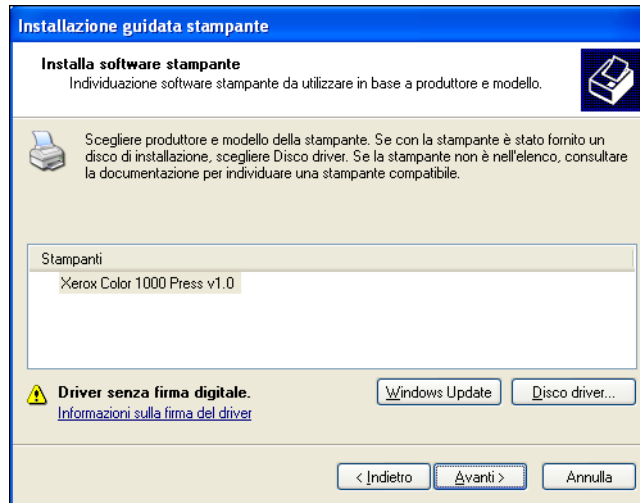 Installazione guidata stampante
Installa software stampante
Individuazione software stampante da utilizzare in base a produttore e modello.
Scegliere produttore e modello della stampante. Se con la stampante è stato fornito un
disco di installazione, scegliere Disco driver. Se la stampante non è nell'elenco, consultare
la documentazione per individuare una stampante compatibile.
Stampanti
Xerox Color 1000 Press v1.0
Driver senza firma digitale.
Informazioni sulla firma del driver
Windows Update
Disco driver...
< Indietro
Avanti >
Annulla